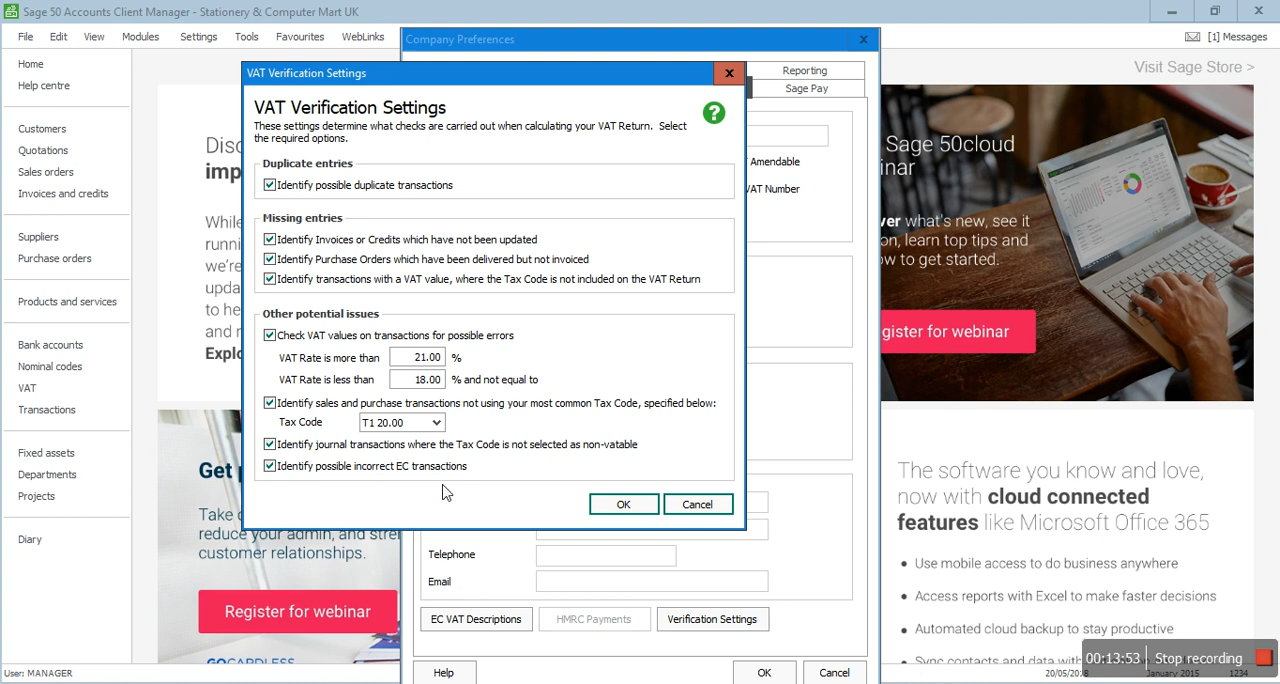 Sage 50 Accounts Client Manager - Stationery & Computer Mart UK
File Edit View Modules Settings Tools Favourites WebLinks
[1] Messages
Home
Help centre
Customers
Quotations
Sales orders
Invoices and credits
Suppliers
Purchase orders
Products and services
Bank accounts
Nominal codes
VAT
Transactions
Fixed assets
Departments
Projects
Diary
User: MANAGER
Company Preferences
Reporting
Sage Pay
Amendable
VAT Number
VAT Verification Settings
VAT Verification Settings
These settings determine what checks are carried out when calculating your VAT Return. Select
the required options.
Duplicate entries
Identify possible duplicate transactions
Missing entries
Identify Invoices or Credits which have not been updated
Identify Purchase Orders which have been delivered but not invoiced
Identify transactions with a VAT value, where the Tax Code is not included on the VAT Return
Other potential issues
Check VAT values on transactions for possible errors
VAT Rate is more than 21.00 %
VAT Rate is less than 18.00 % and not equal to
Identify sales and purchase transactions not using your most common Tax Code, specified below:
Tax Code T1 20.00
Identify journal transactions where the Tax Code is not selected as non-vatable
Identify possible incorrect EC transactions
OK Cancel
Telephone
Email
EC VAT Descriptions HMRC Payments Verification Settings
Help OK Cancel
Visit Sage Store >
Disc
imp
While
runni
we're
upda
to he
and r
Explo
Sage 50cloud
inar
ver what's new, see it
on, learn top tips and
w to get started.
gister for webinar
Get
Take
reduce your admin, and
customer relationships.
Register for webinar
GOCARDLESS
The software you know and love,
now with cloud connected
features like Microsoft Office 365
Use mobile access to do business anywhere
Access reports with Excel to make faster decisions
Automated cloud backup to stay productive
Sync contacts and data with
00:13:53 Stop recording
January 2015 1234